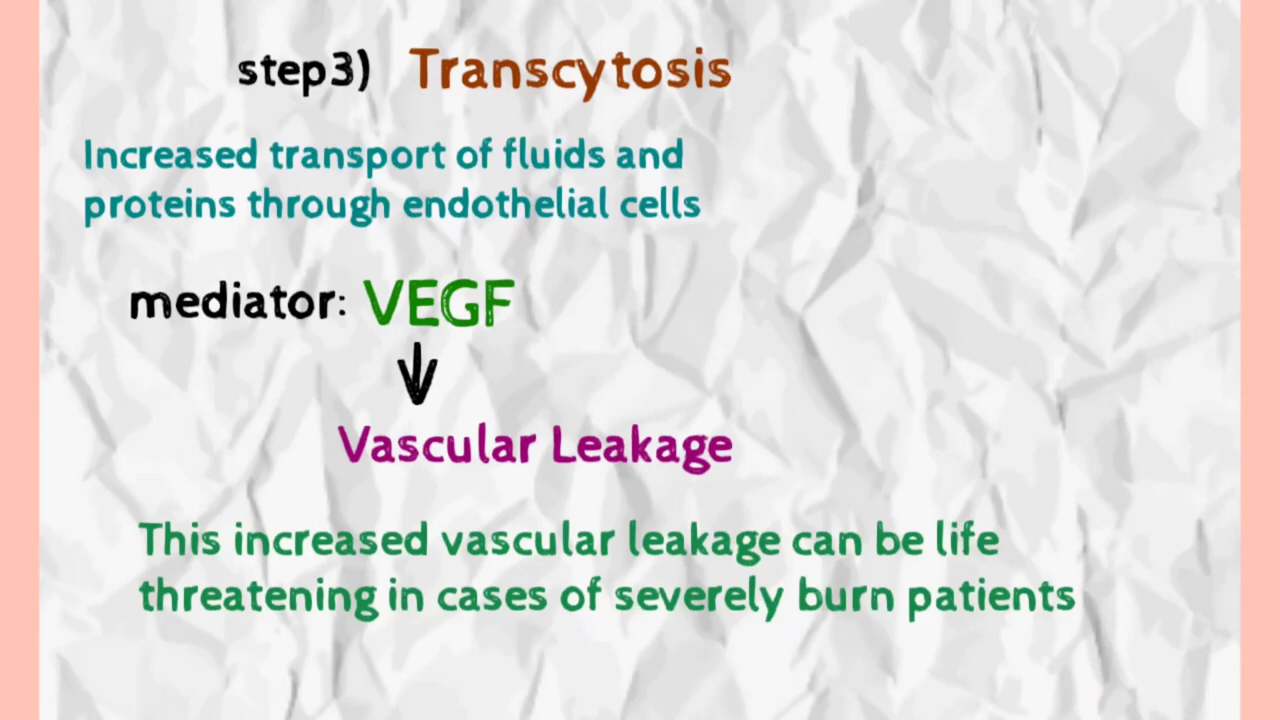 step3) Transcytosis
Increased transport of fluids and
proteins through endothelial cells
mediator: VEGF
Vascular Leakage
This increased vascular leakage can be life
threatening in cases of severely burn patients